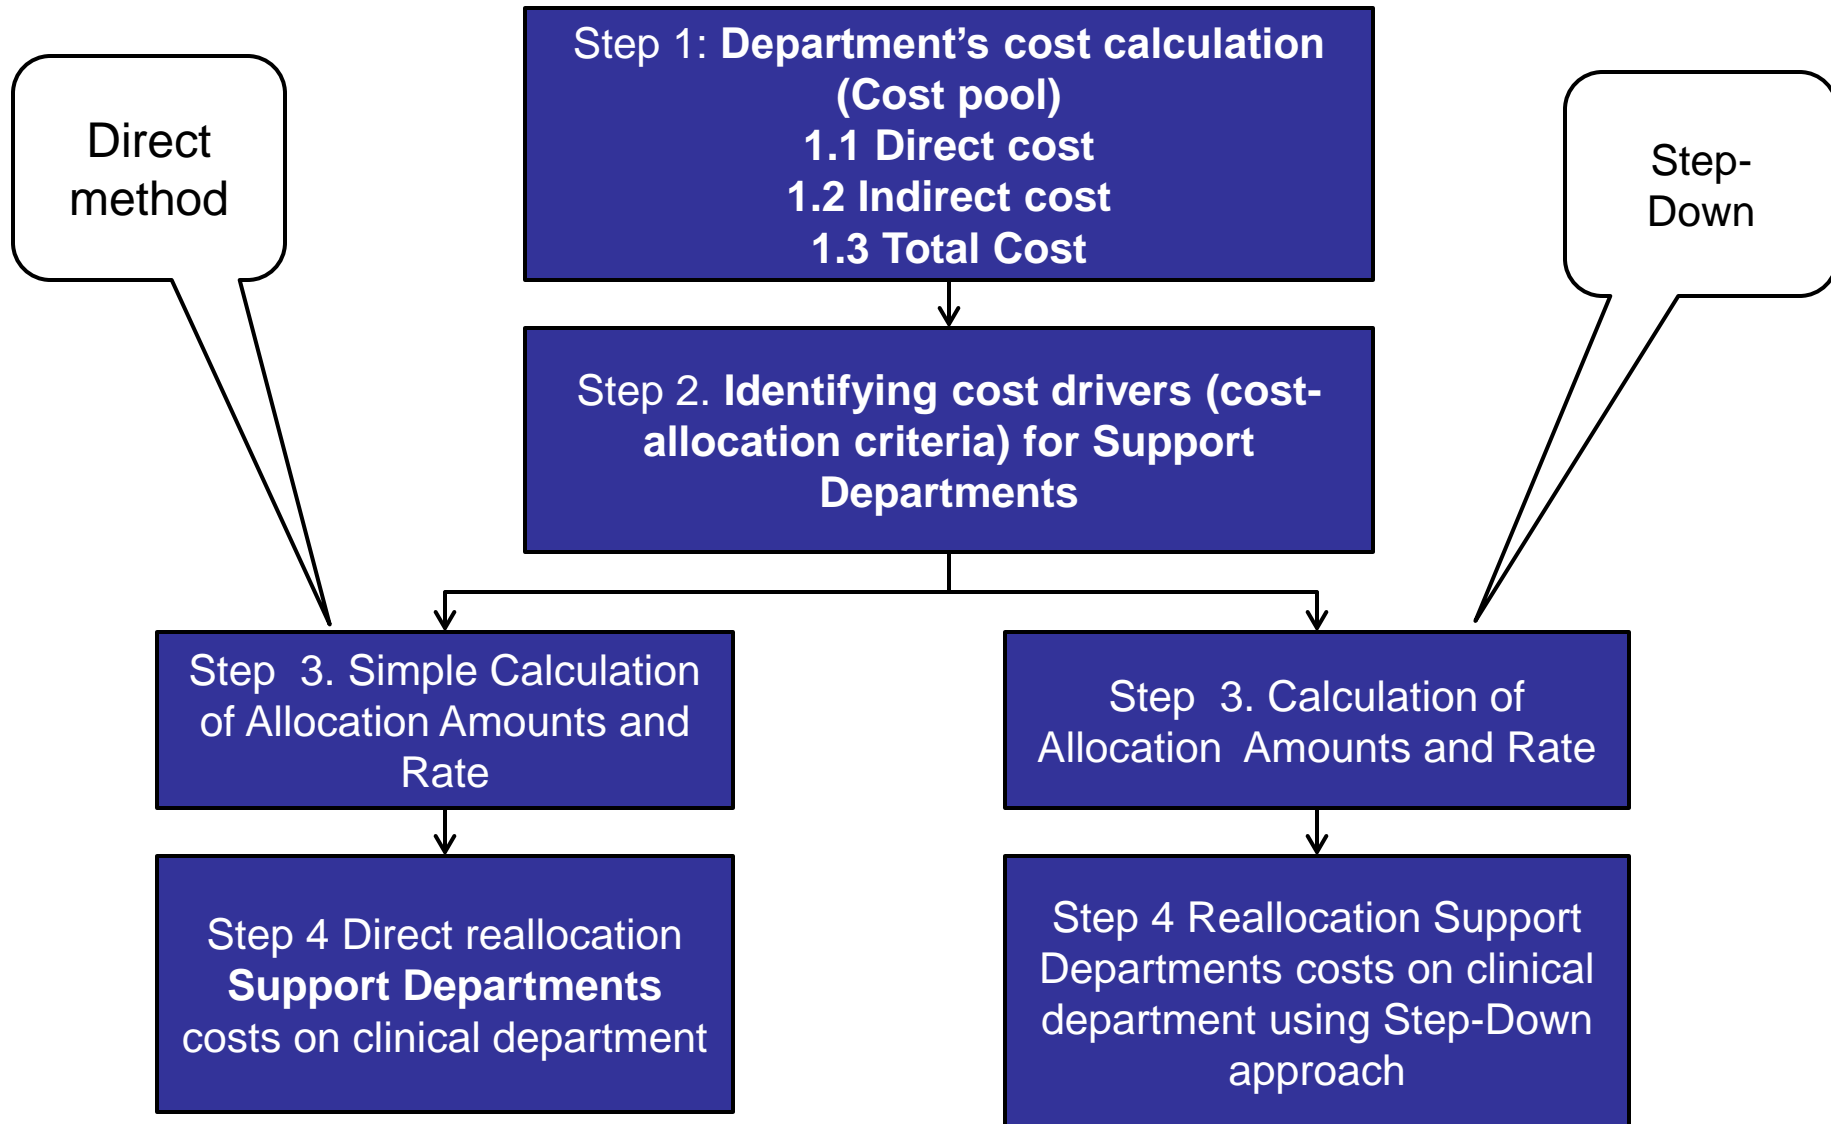 Step 1: Department’s cost calculation
(Cost pool)
1.1 Direct cost
1.2 Indirect cost
1.3 Total Cost
Direct
method
Step-
Down
Step 2. Identifying cost drivers (cost-
allocation criteria) for Support
Departments
Step  3. Simple Calculation
of Allocation Amounts and
Rate
Step  3. Calculation of
Allocation  Amounts and Rate
Step 4 Direct reallocation
Support Departments
costs on clinical department
Step 4 Reallocation Support
Departments costs on clinical
department using Step-Down
approach